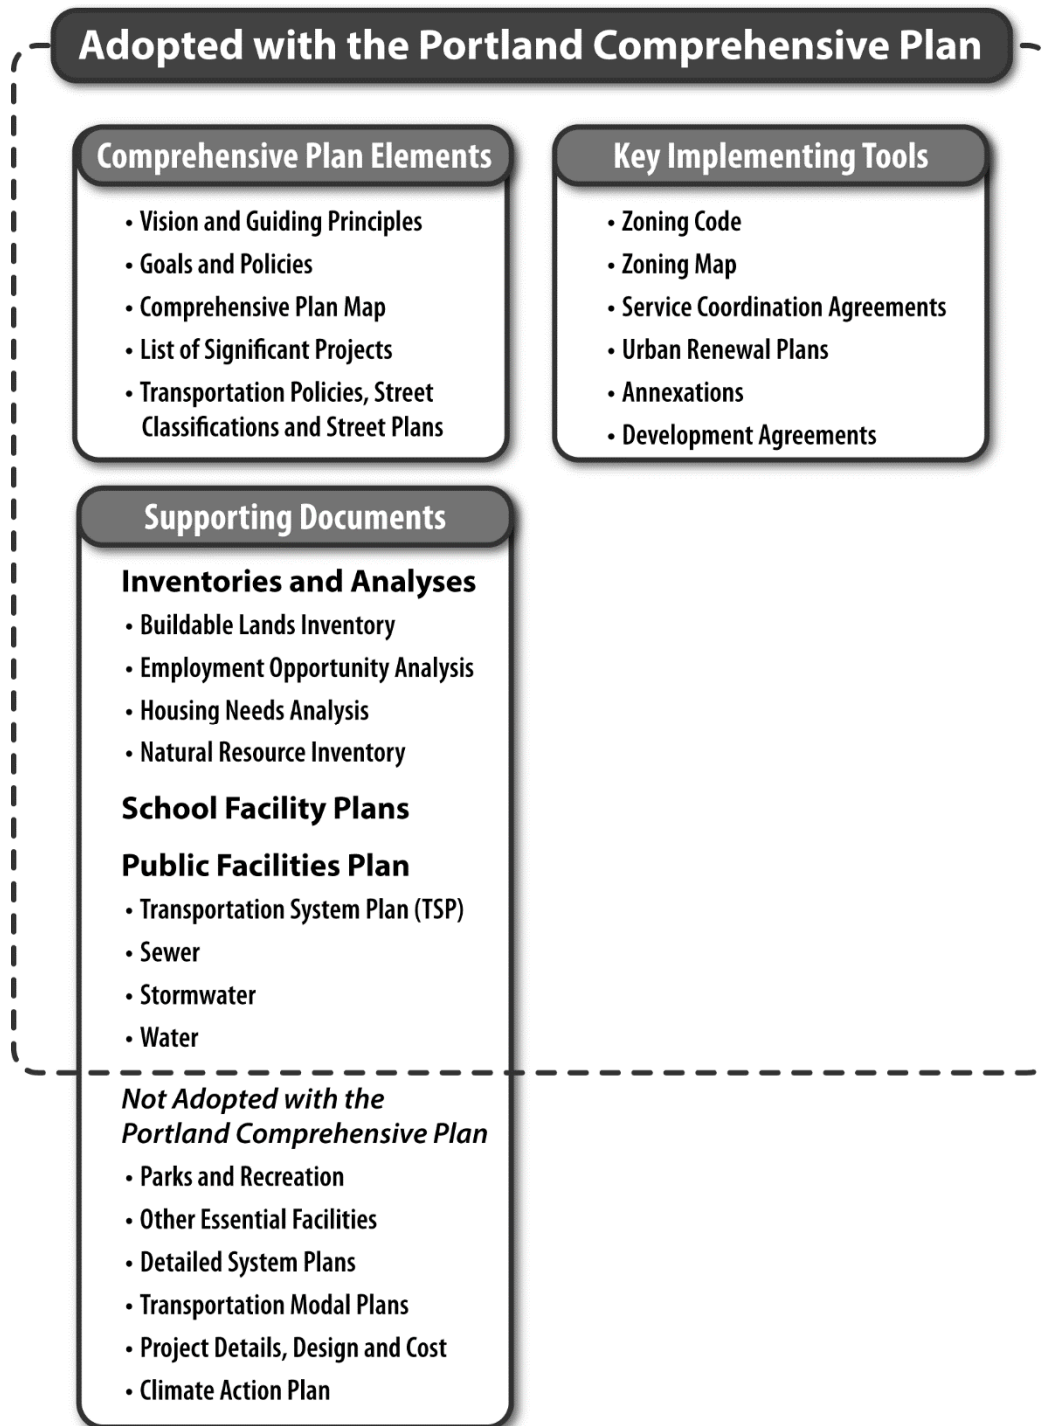 Adopted with the Portland Comprehensive Plan
Comprehensive Plan Elements
• Vision and Guiding Principles
• Goals and Policies
• Comprehensive Plan Map
• List of Significant Projects
• Transportation Policies, Street
Classifications and Street Plans
Key Implementing Tools
• Zoning Code
• Zoning Map
• Service Coordination Agreements
• Urban Renewal Plans
• Annexations
• Development Agreements
Supporting Documents
Inventories and Analyses
• Buildable Lands Inventory
• Employment Opportunity Analysis
• Housing Needs Analysis
• Natural Resource Inventory
School Facility Plans
Public Facilities Plan
• Transportation System Plan (TSP)
• Sewer
• Stormwater
• Water
Not Adopted with the
Portland Comprehensive Plan
• Parks and Recreation
• Other Essential Facilities
• Detailed System Plans
• Transportation Modal Plans
• Project Details, Design and Cost
• Climate Action Plan